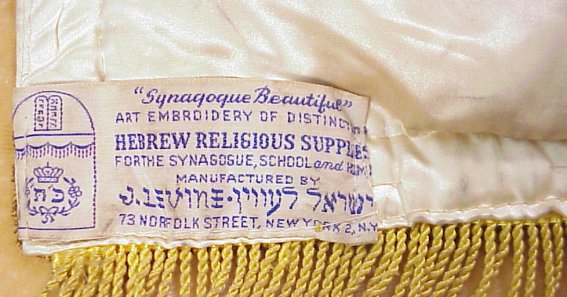 "Synagogue Beautiful"
ART EMBROIDERY OF DISTINCTI
HEBREW RELIGIOUS SUPPLIES
FOR THE SYNAGOGUE, SCHOOL and HOME
MANUFACTURED BY
J. LEVINE · ישראל לעווין
73 NORFOLK STREET, NEW YORK 2, N.Y.
כ״ת